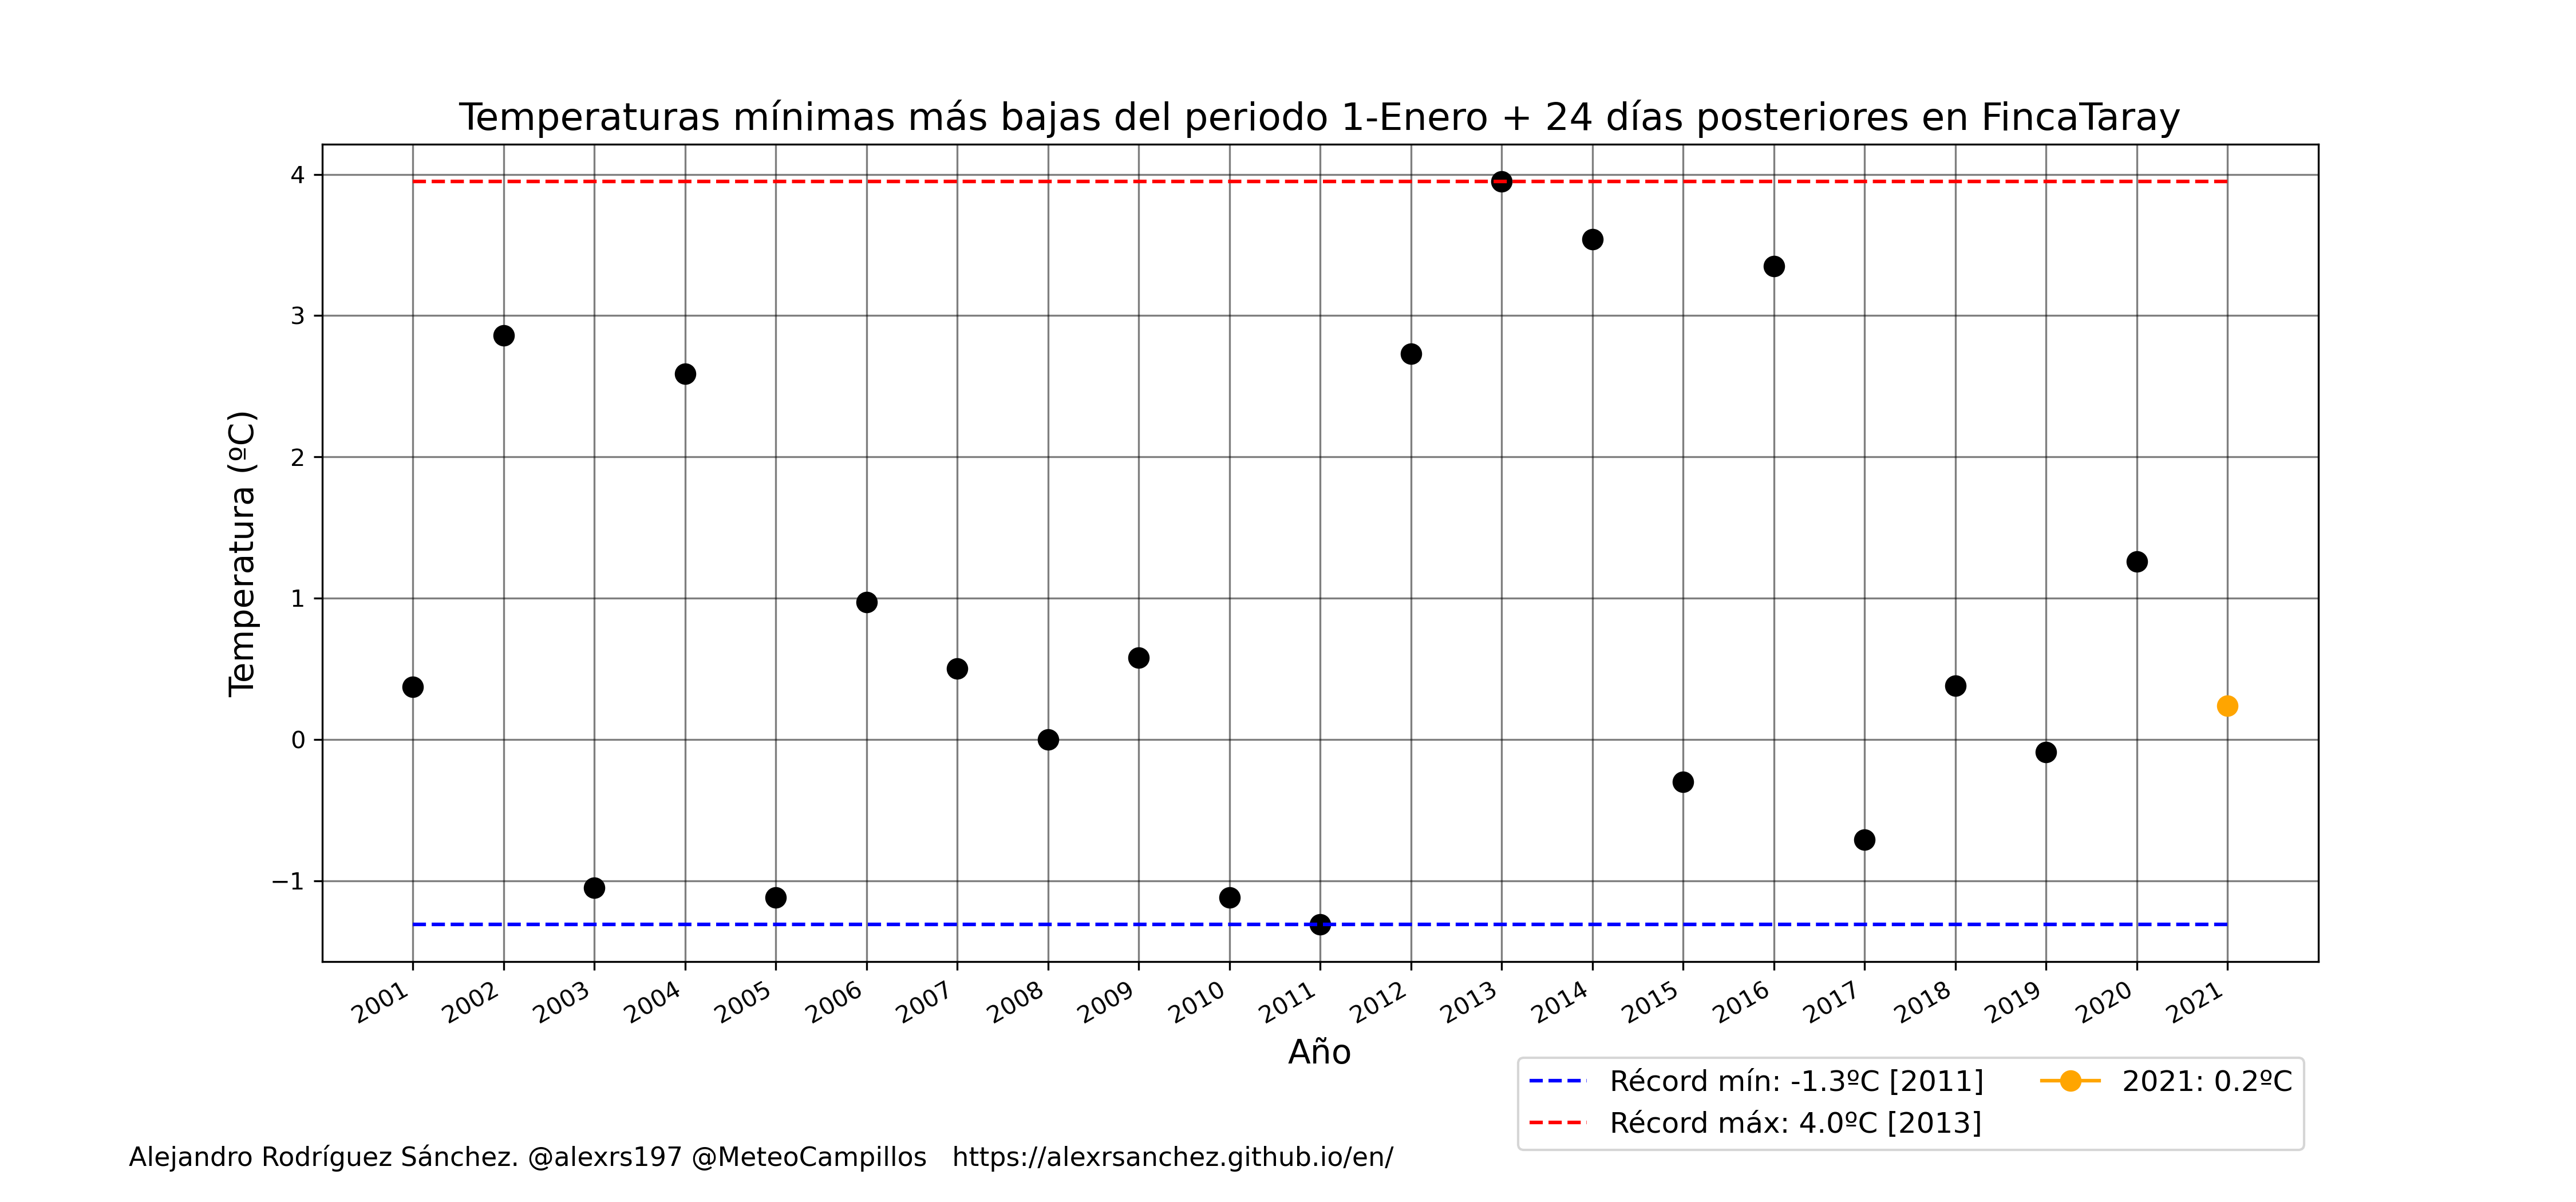 Temperaturas mínimas más bajas del periodo 1-Enero + 24 días posteriores en FincaTaray
Temperatura (ºC)
4
3
2
1
0
−1
2001 2002 2003 2004 2005 2006 2007 2008 2009 2010 2011 2012 2013 2014 2015 2016 2017 2018 2019 2020 2021
Año
Récord mín: -1.3ºC [2011]
Récord máx: 4.0ºC [2013]
2021: 0.2ºC
Alejandro Rodríguez Sánchez. @alexrs197 @MeteoCampillos https://alexrsanchez.github.io/en/